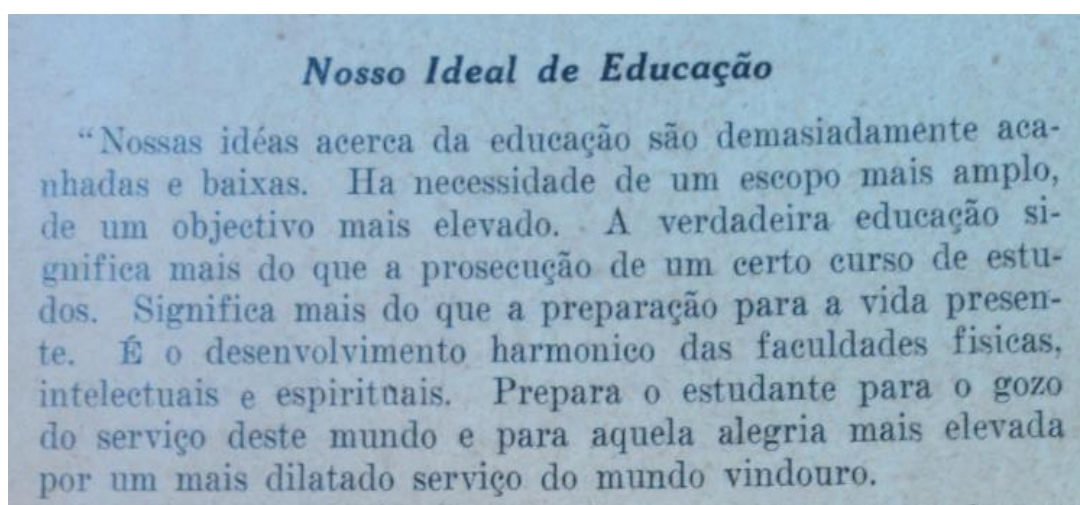 Nosso Ideal de Educação
“Nossas idéas acerca da educação são demasiadamente aca-
nhadas e baixas. Ha necessidade de um escopo mais amplo,
de um objectivo mais elevado. A verdadeira educação si-
gnifica mais do que a prosecução de um certo curso de estu-
dos. Significa mais do que a preparação para a vida presen-
te. É o desenvolvimento harmonico das faculdades fisicas,
intelectuais e espirituais. Prepara o estudante para o gozo
do serviço deste mundo e para aquela alegria mais elevada
por um mais dilatado serviço do mundo vindouro.